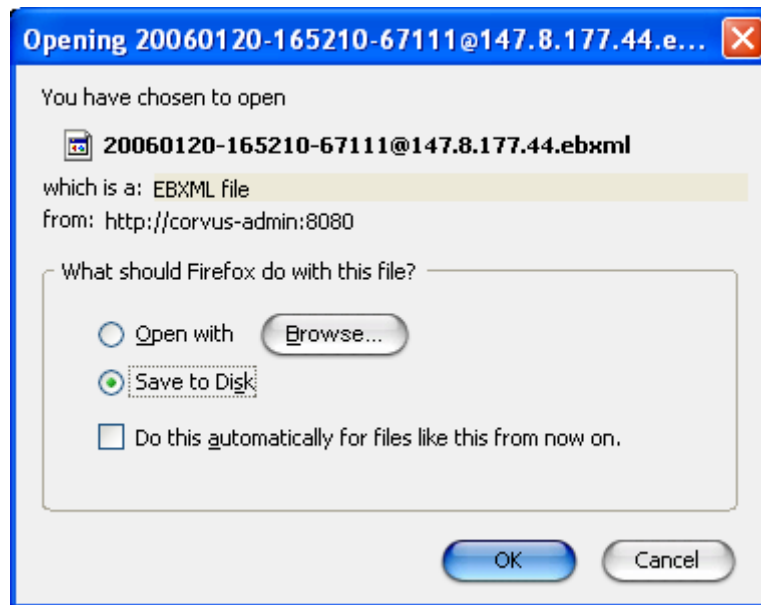 Opening 20060120-165210-67111@147.8.177.44.e...
You have chosen to open
20060120-165210-67111@147.8.177.44.ebxml
which is a: EBXML file
from: http://corvus-admin:8080
What should Firefox do with this file?
Open with Browse...
Save to Disk
Do this automatically for files like this from now on.
OK Cancel